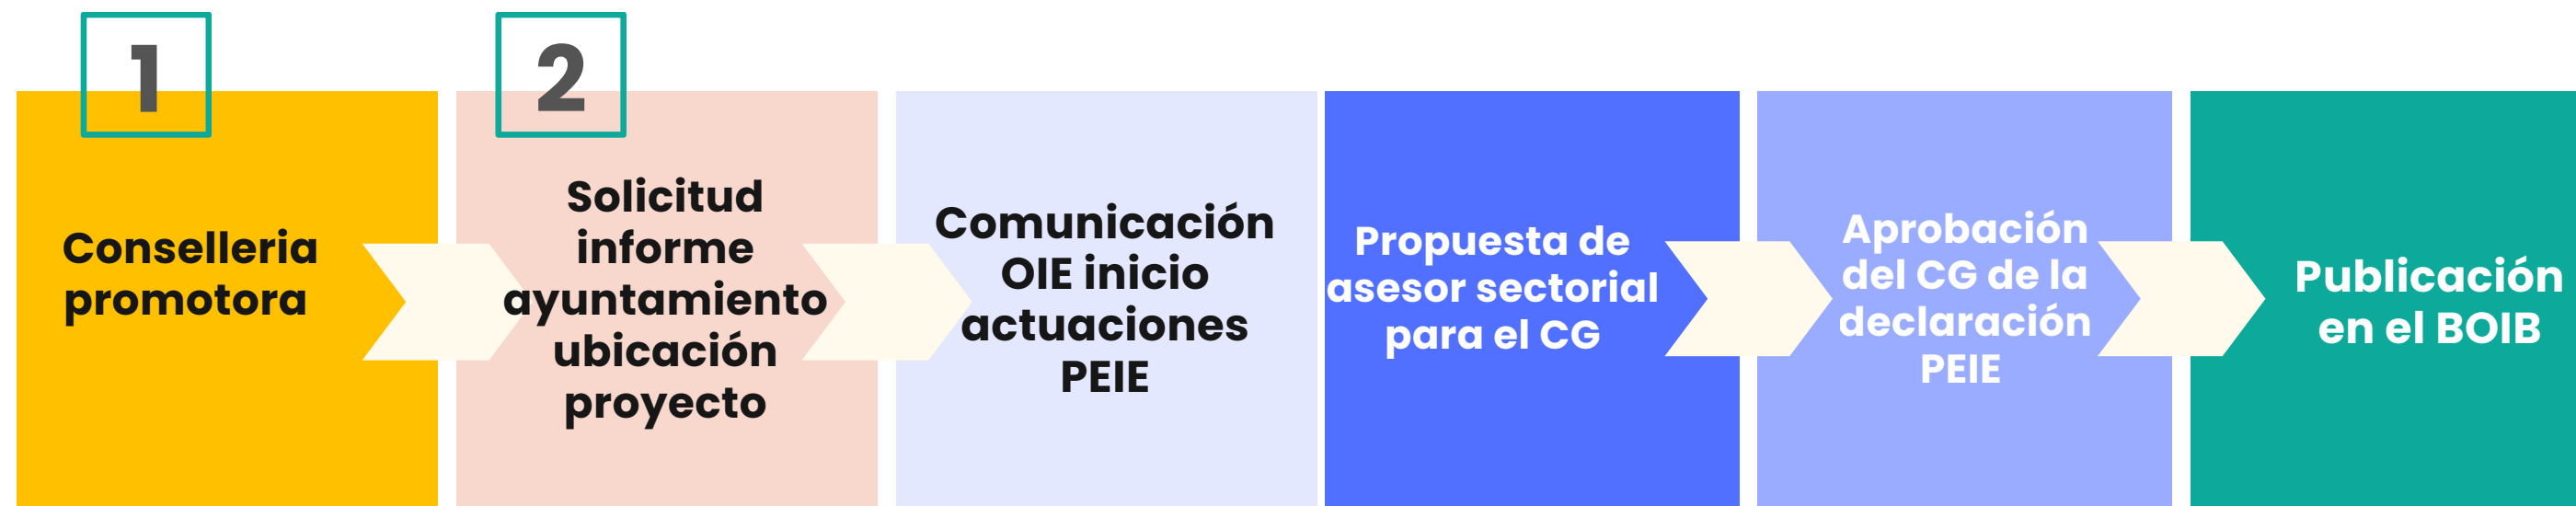 1
Conselleria
promotora
2
Solicitud
informe
ayuntamiento
ubicación
proyecto
Comunicación
OIE inicio
actuaciones
PEIE
Propuesta de
asesor sectorial
para el CG
Aprobación
del CG de la
declaración
PEIE
Publicación
en el BOIB